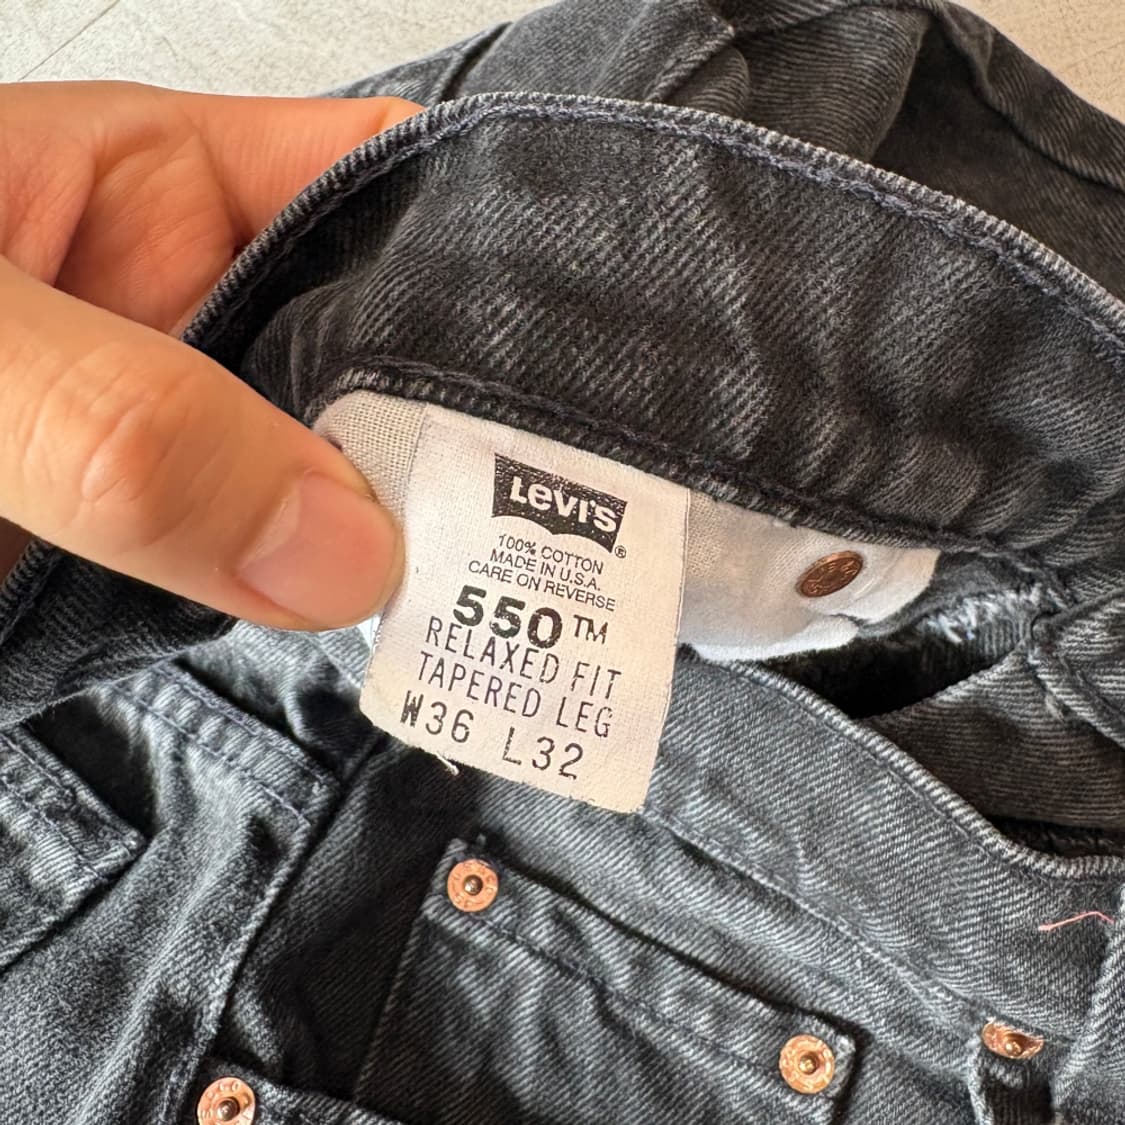 Levi's®
100% COTTON
MADE IN U.S.A.
CARE ON REVERSE
550™
RELAXED FIT
TAPERED LEG
W36 L32